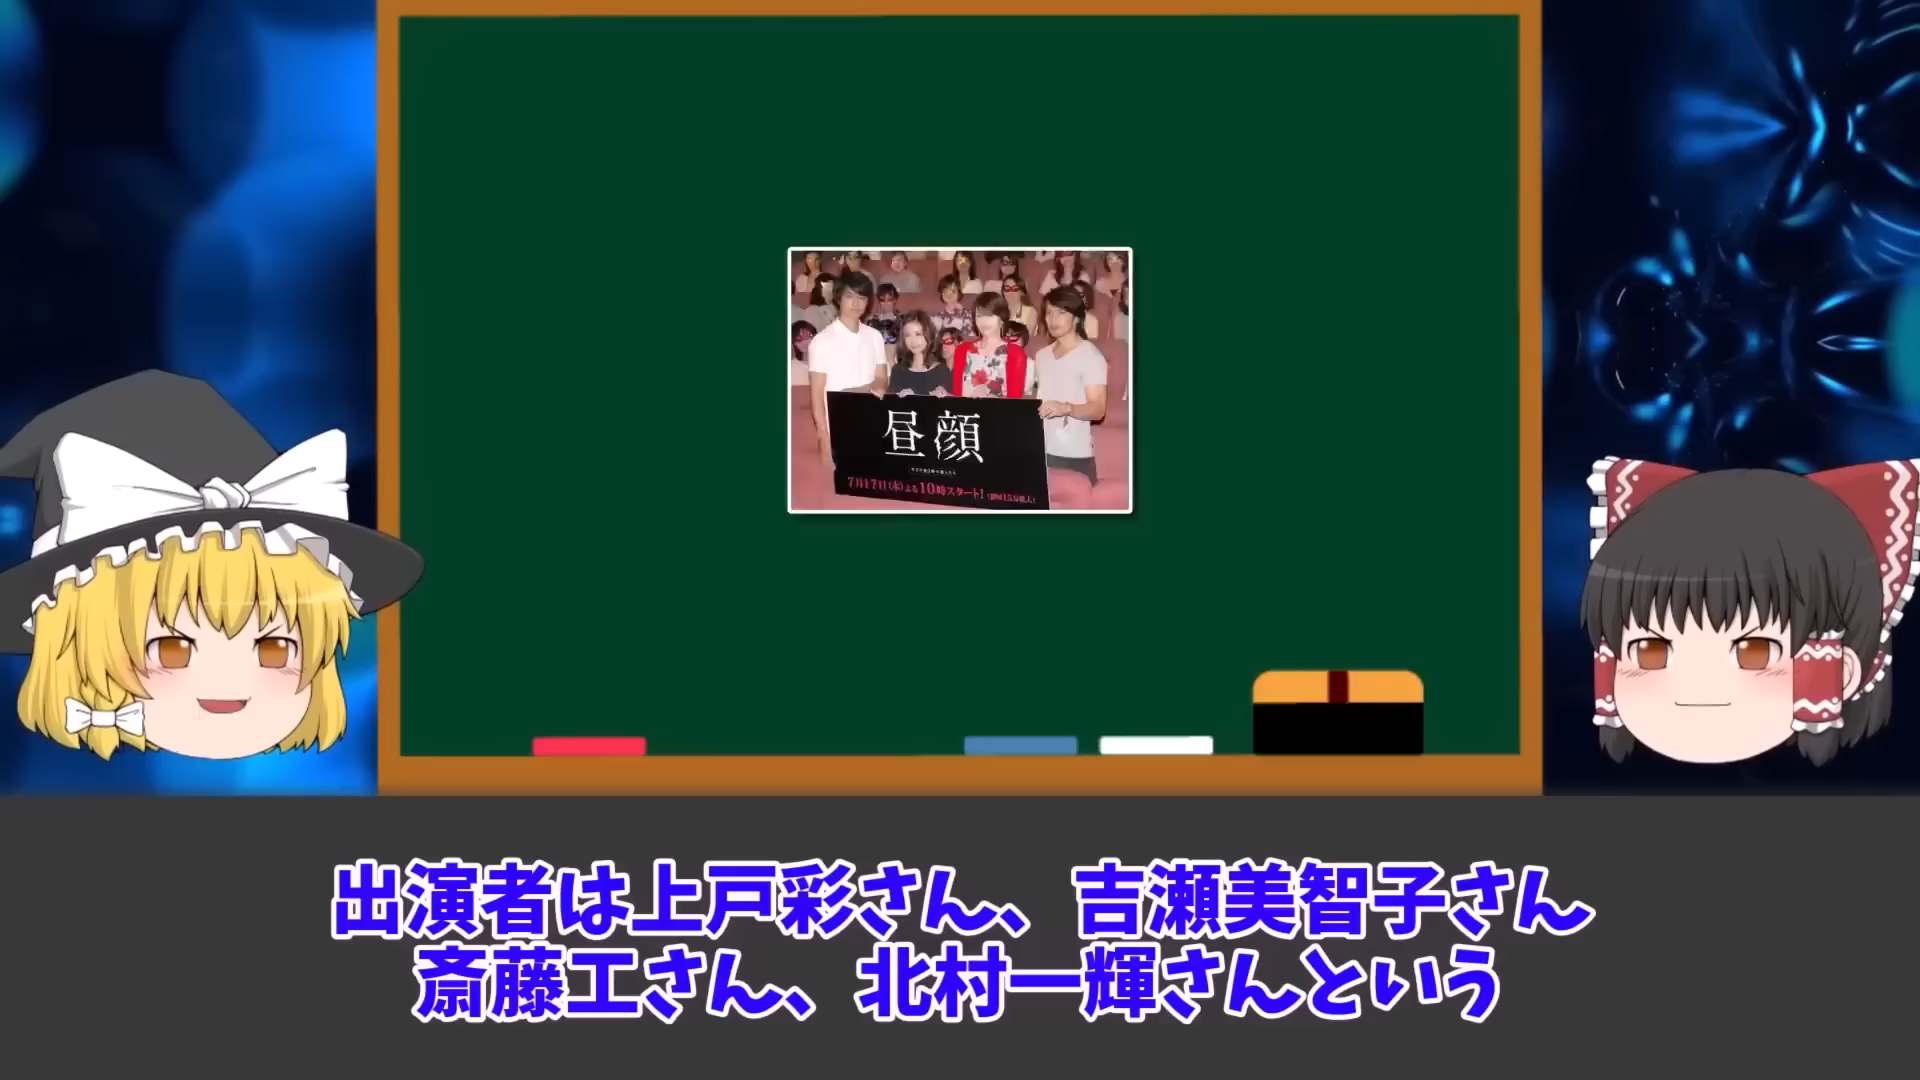 昼顔
7月17日(木)よる10時スタート!
出演者は上戸彩さん、吉瀬美智子さん
斎藤工さん、北村一輝さんという